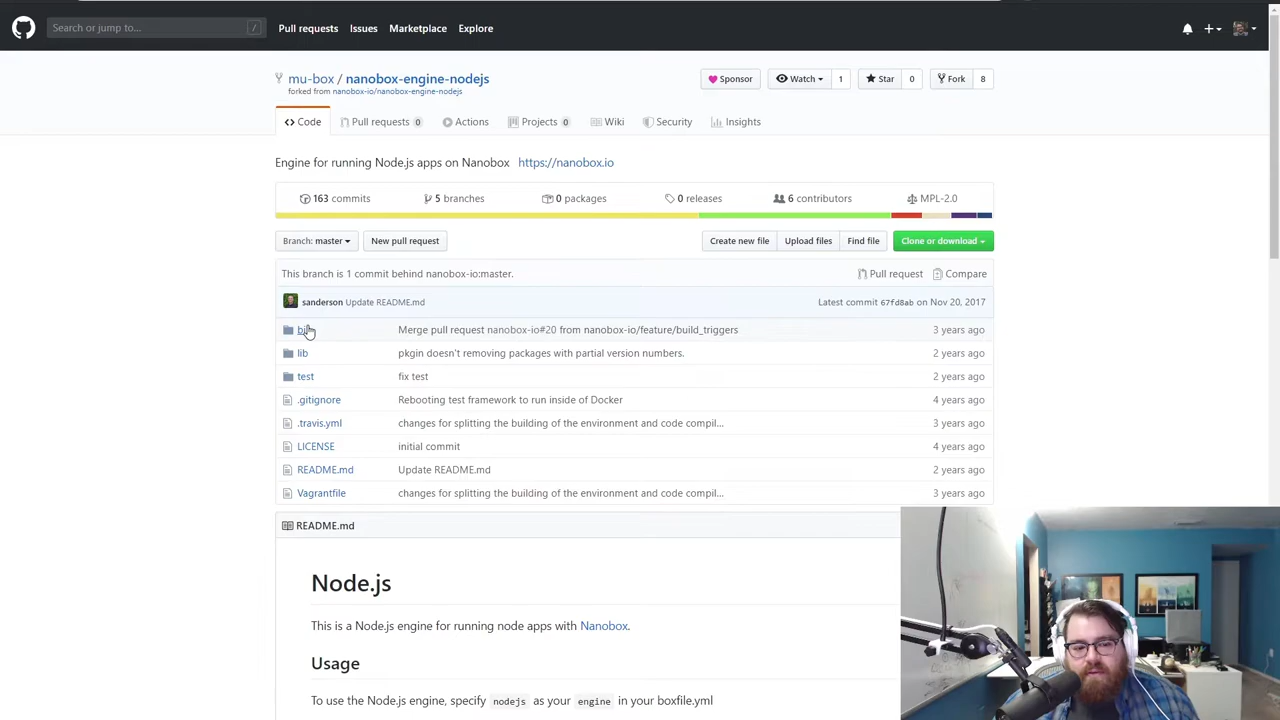 Search or jump to... / Pull requests Issues Marketplace Explore
mu-box / nanobox-engine-nodejs Sponsor Watch 1 Star 0 Fork 8
forked from nanobox-io/nanobox-engine-nodejs
Code Pull requests 0 Actions Projects 0 Wiki Security Insights
Engine for running Node.js apps on Nanobox https://nanobox.io
163 commits 5 branches 0 packages 0 releases 6 contributors MPL-2.0
Branch: master New pull request Create new file Upload files Find file Clone or download
This branch is 1 commit behind nanobox-io:master. Pull request Compare
sanderson Update README.md Latest commit 67fd8ab on Nov 20, 2017
Merge pull request nanobox-io#20 from nanobox-io/feature/build_triggers 3 years ago
lib pkgin doesn't removing packages with partial version numbers. 2 years ago
test fix test 2 years ago
.gitignore Rebooting test framework to run inside of Docker 4 years ago
.travis.yml changes for splitting the building of the environment and code compil... 3 years ago
LICENSE initial commit 4 years ago
README.md Update README.md 2 years ago
Vagrantfile changes for splitting the building of the environment and code compil... 3 years ago
README.md
Node.js
This is a Node.js engine for running node apps with Nanobox.
Usage
To use the Node.js engine, specify nodejs as your engine in your boxfile.yml